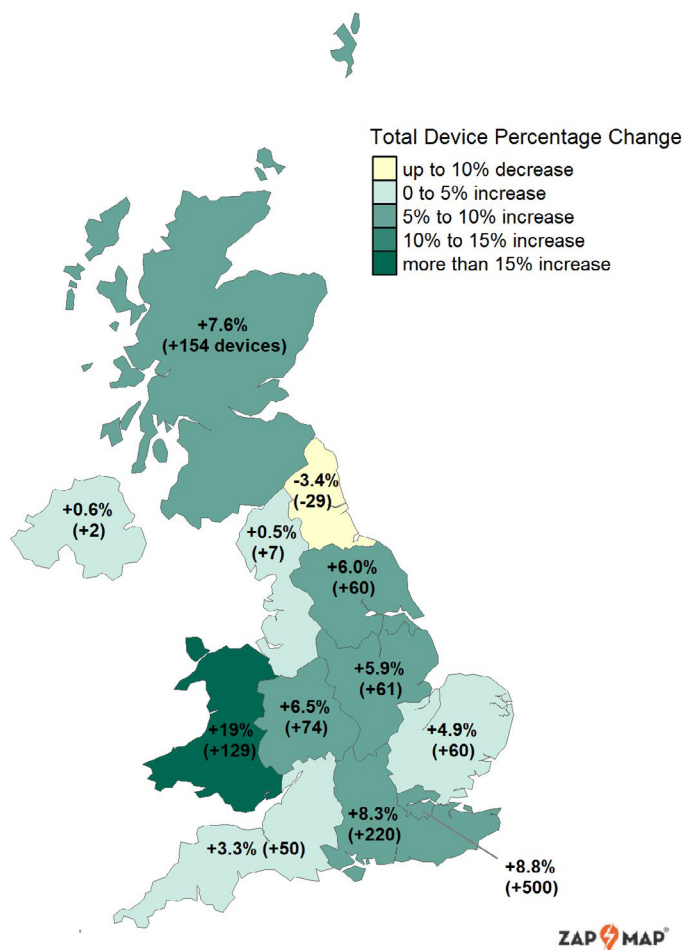 Total Device Percentage Change
up to 10% decrease
0 to 5% increase
5% to 10% increase
10% to 15% increase
more than 15% increase
+7.6%
(+154 devices)
-3.4%
(-29)
+0.6%
(+2)
+0.5%
(+7)
+6.0%
(+60)
+5.9%
(+61)
+6.5%
(+74)
+19%
(+129)
+4.9%
(+60)
+8.3%
(+220)
+3.3% (+50)
+8.8%
(+500)
ZAP MAP®